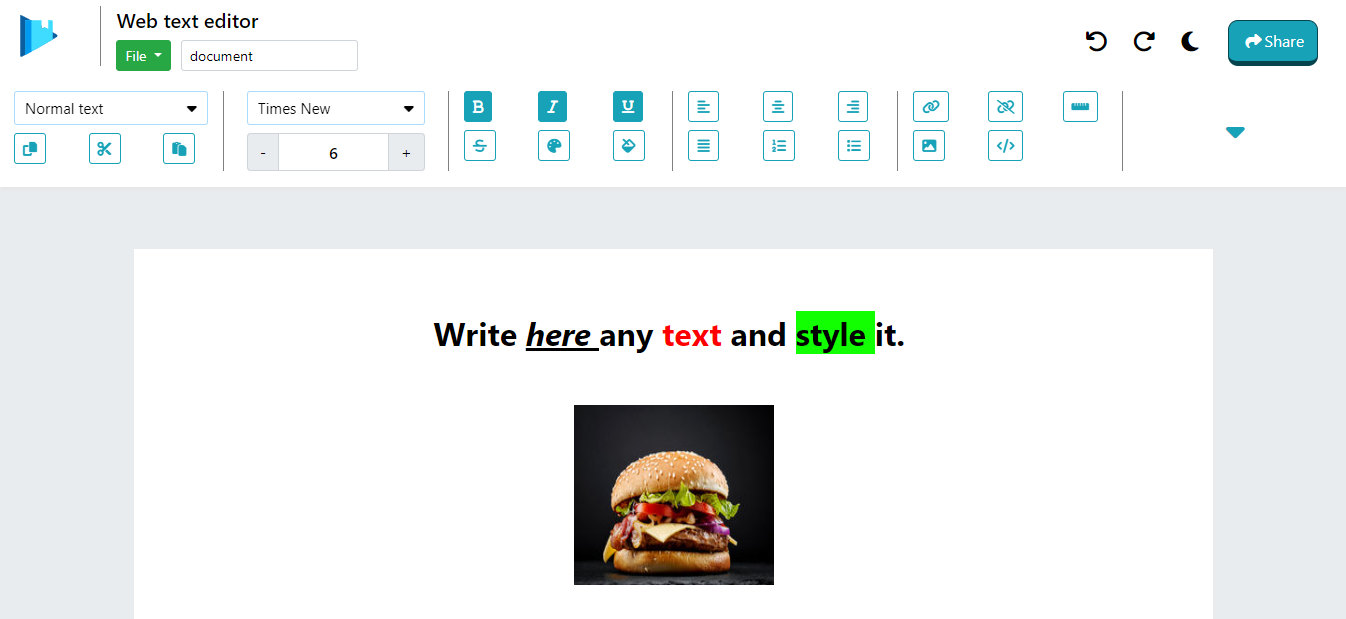 Web text editor
File
document
Share
Normal text
Times New
B
I
U
S
- 6 +
Write here any text and style it.